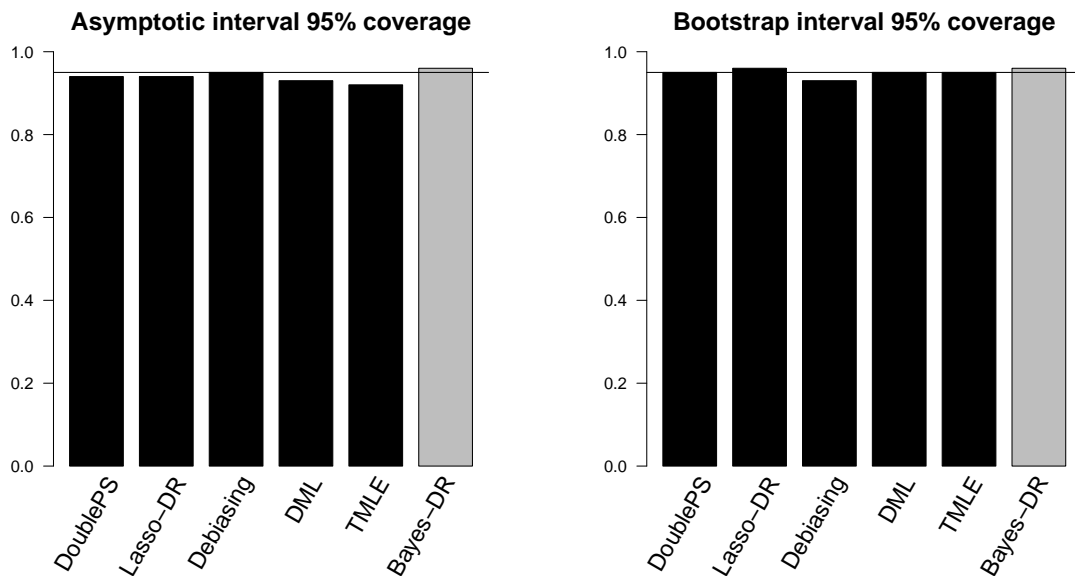 Asymptotic interval 95% coverage
1.0
0.8
0.6
0.4
0.2
0.0
DoublePS
Lasso−DR
Debiasing
DML
TMLE
Bayes−DR
Bootstrap interval 95% coverage
1.0
0.8
0.6
0.4
0.2
0.0
DoublePS
Lasso−DR
Debiasing
DML
TMLE
Bayes−DR